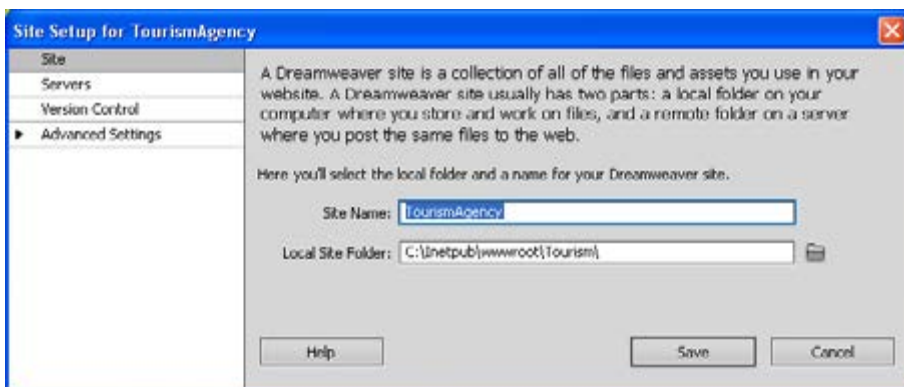 Site Setup for TourismAgency
Site
Servers
Version Control
Advanced Settings
A Dreamweaver site is a collection of all of the files and assets you use in your
website. A Dreamweaver site usually has two parts: a local folder on your
computer where you store and work on files, and a remote folder on a server
where you post the same files to the web.
Here you'll select the local folder and a name for your Dreamweaver site.
Site Name: TourismAgency
Local Site Folder: C:\Inetpub\wwwroot\Tourism\
Help Save Cancel